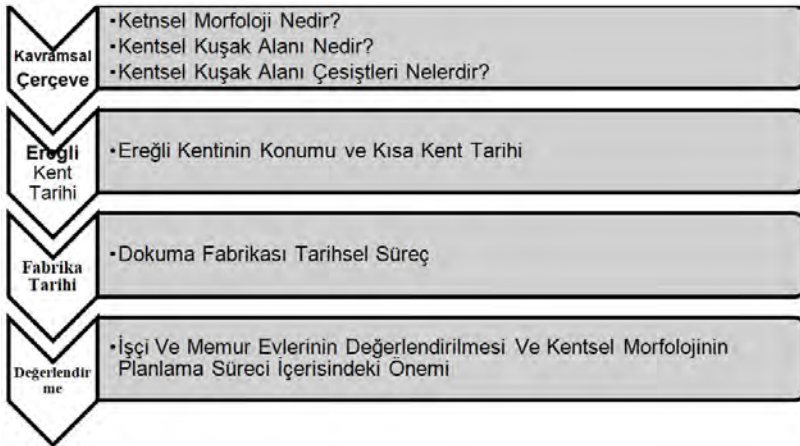 Kavramsal
Çerçeve
•Ketnsel Morfoloji Nedir?
•Kentsel Kuşak Alanı Nedir?
•Kentsel Kuşak Alanı Çesiştleri Nelerdir?
Ereğli
Kent
Tarihi
•Ereğli Kentinin Konumu ve Kısa Kent Tarihi
Fabrika
Tarihi
•Dokuma Fabrikası Tarihsel Süreç
Değerlendir
me
•İşçi Ve Memur Evlerinin Değerlendirilmesi Ve Kentsel Morfolojinin
Planlama Süreci İçerisindeki Önemi